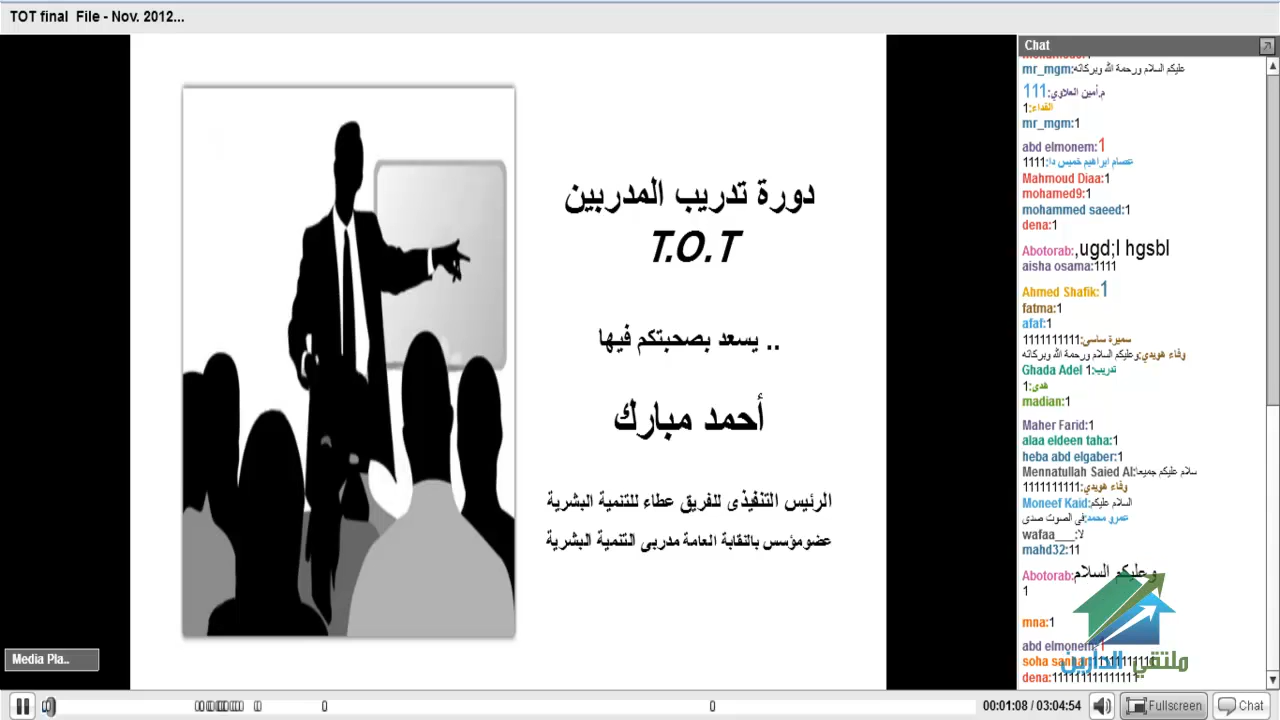 TOT final File - Nov. 2012...
دورة تدريب المدربين
T.O.T
يسعد بصحبتكم فيها ..
أحمد مبارك
الرئيس التنفيذى للفريق عطاء للتنمية البشرية
عضومؤسس بالنقابة العامة مدربى التنمية البشرية
Chat
mr_mgm:عليكم السلام ورحمة الله وبركاته
م.أمين العلاوي:111
الفداء:1
mr_mgm:1
abd elmonem:1
عصام ابراهيم خميس دا:1111
Mahmoud Diaa:1
mohamed9:1
mohammed saeed:1
dena:1
Abotorab:,ugd;l hgsbl
aisha osama:1111
Ahmed Shafik:1
fatma:1
afaf:1
سميرة ساسى:1111111111
وفاء هويدي:وعليكم السلام ورحمة الله وبركاته
Ghada Adel تدريب:1
هدى:1
madian:1
Maher Farid:1
alaa eldeen taha:1
heba abd elgaber:1
Mennatullah Saied Al:سلام عليكم جميعا
وفاء هويدي:1111111111
Moneef Kaid:السلام عليكم
عمرو محمد:فى الصوت صدى
wafaa___:لا
mahd32:11
Abotorab:وعليكم السلام
1
mna:1
abd elmonem:1
dena:11111111111111
ملتقي الدارين
Media Pla..
00:01:08 / 03:04:54
Fullscreen
Chat